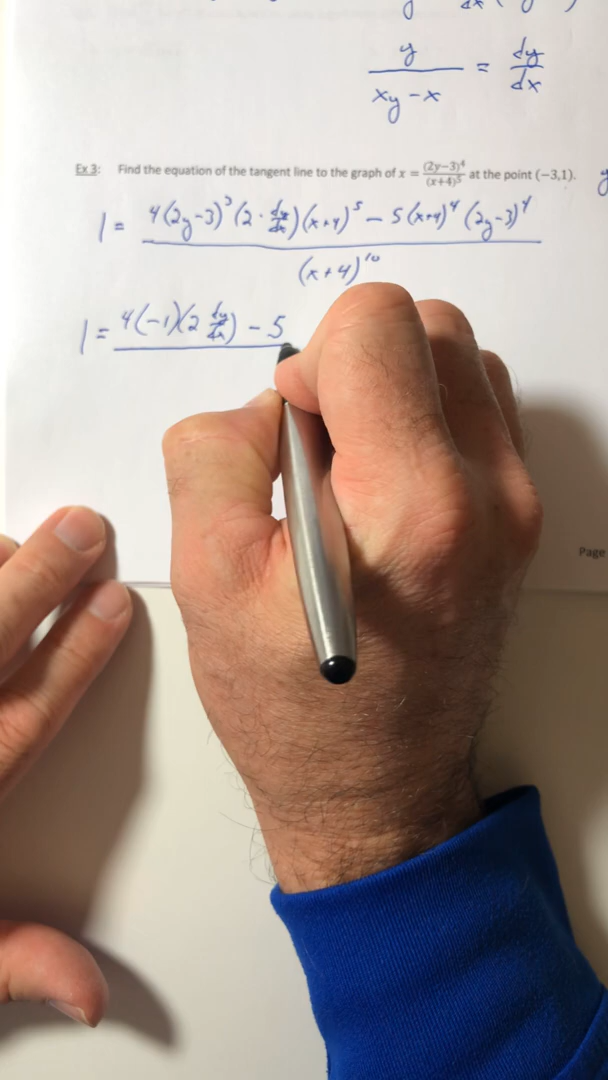 y / (xy - x) = dy/dx
Ex 3: Find the equation of the tangent line to the graph of x = (2y−3)⁴/(x+4)⁵ at the point (−3,1).
1 = (4(2y-3)³(2 · dy/dx)(x+4)⁵ - 5(x+4)⁴(2y-3)⁴) / (x+4)¹⁰
1 = 4(-1)(2 dy/dx) - 5
Page